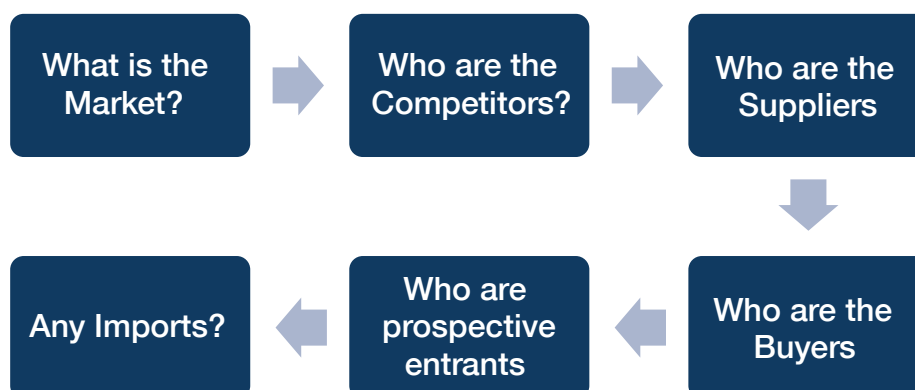 What is the
Market?
Who are the
Competitors?
Who are the
Suppliers
Who are the
Buyers
Who are
prospective
entrants
Any Imports?